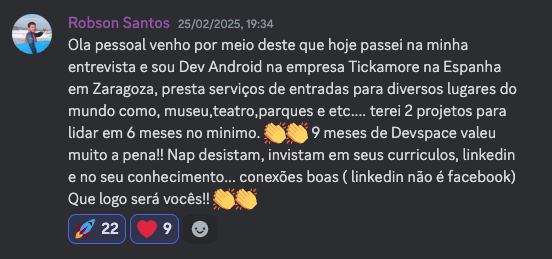 Robson Santos 25/02/2025, 19:34
Ola pessoal venho por meio deste que hoje passei na minha
entrevista e sou Dev Android na empresa Tickamore na Espanha
em Zaragoza, presta serviços de entradas para diversos lugares do
mundo como, museu,teatro,parques e etc.... terei 2 projetos para
lidar em 6 meses no minimo. 👏👏 9 meses de Devspace valeu
muito a pena!! Nap desistam, invistam em seus curriculos, linkedin
e no seu conhecimento... conexões boas ( linkedin não é facebook)
Que logo será vocês!! 👏👏
🚀 22 ❤️ 9